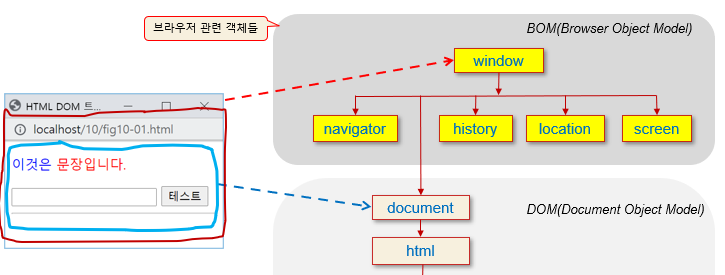 브라우저 관련 객체들
BOM(Browser Object Model)
window
navigator
history
location
screen
HTML DOM 트...
localhost/10/fig10-01.html
이것은 문장입니다.
테스트
document
DOM(Document Object Model)
html